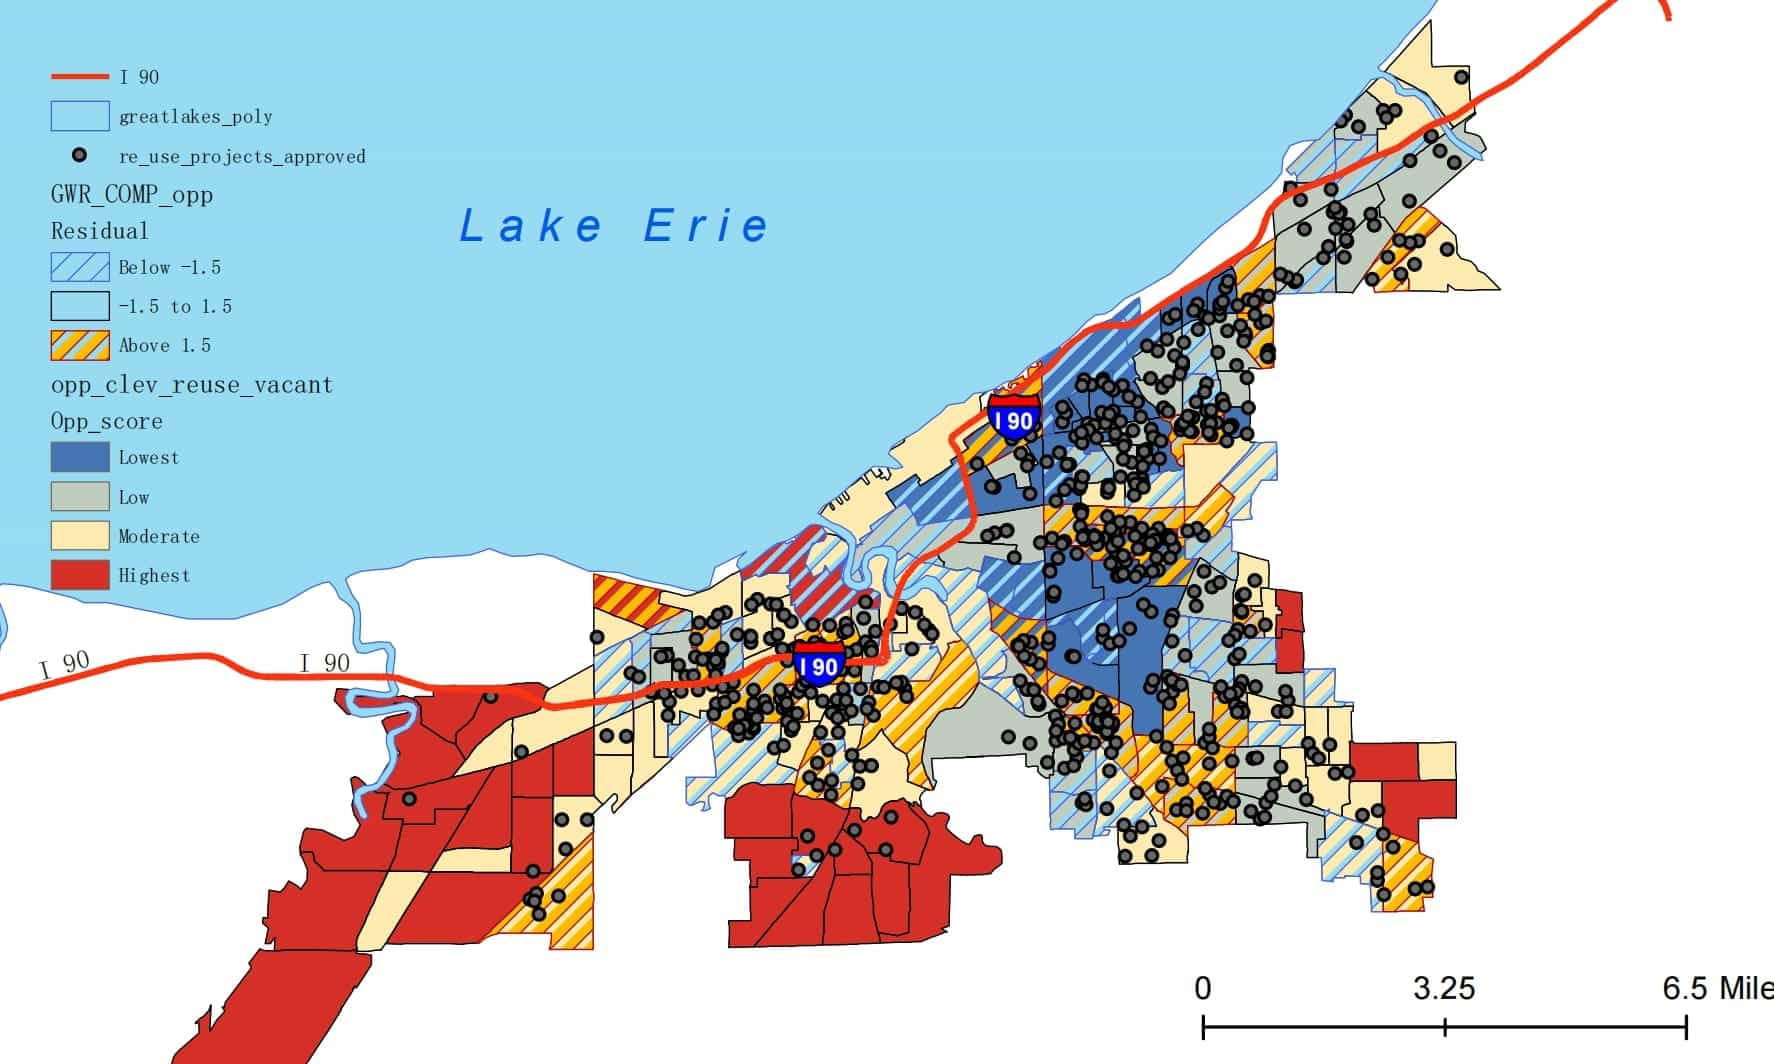 I 90
greatlakes_poly
re_use_projects_approved
GWR_COMP_opp
Residual
Below -1.5
-1.5 to 1.5
Above 1.5
opp_clev_reuse_vacant
Opp_score
Lowest
Low
Moderate
Highest
Lake Erie
I 90
I 90
I 90
I 90
0 3.25 6.5 Mile